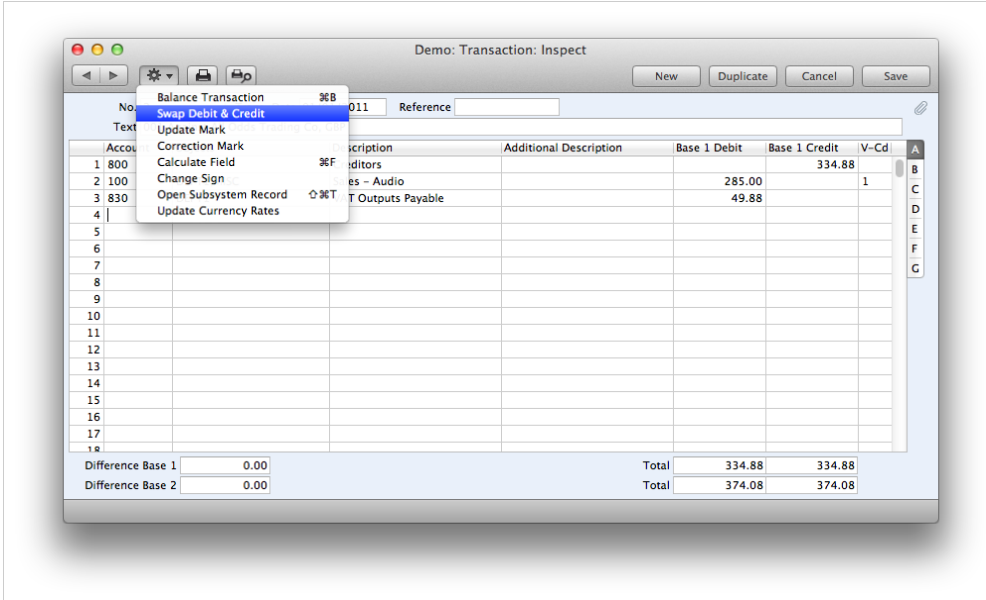 Demo: Transaction: Inspect
New Duplicate Cancel Save
Balance Transaction ⌘B
Swap Debit & Credit
Update Mark
Correction Mark
Calculate Field ⌘F
Change Sign
Open Subsystem Record ⇧⌘T
Update Currency Rates
No. 011 Reference
Text
Accou scription Additional Description Base 1 Debit Base 1 Credit V-Cd A
1 800 editors 334.88 B
2 100 es – Audio 285.00 1 C
3 830 T Outputs Payable 49.88 D
4 E
5 F
6 G
7
8
9
10
11
12
13
14
15
16
17
18
Difference Base 1 0.00 Total 334.88 334.88
Difference Base 2 0.00 Total 374.08 374.08